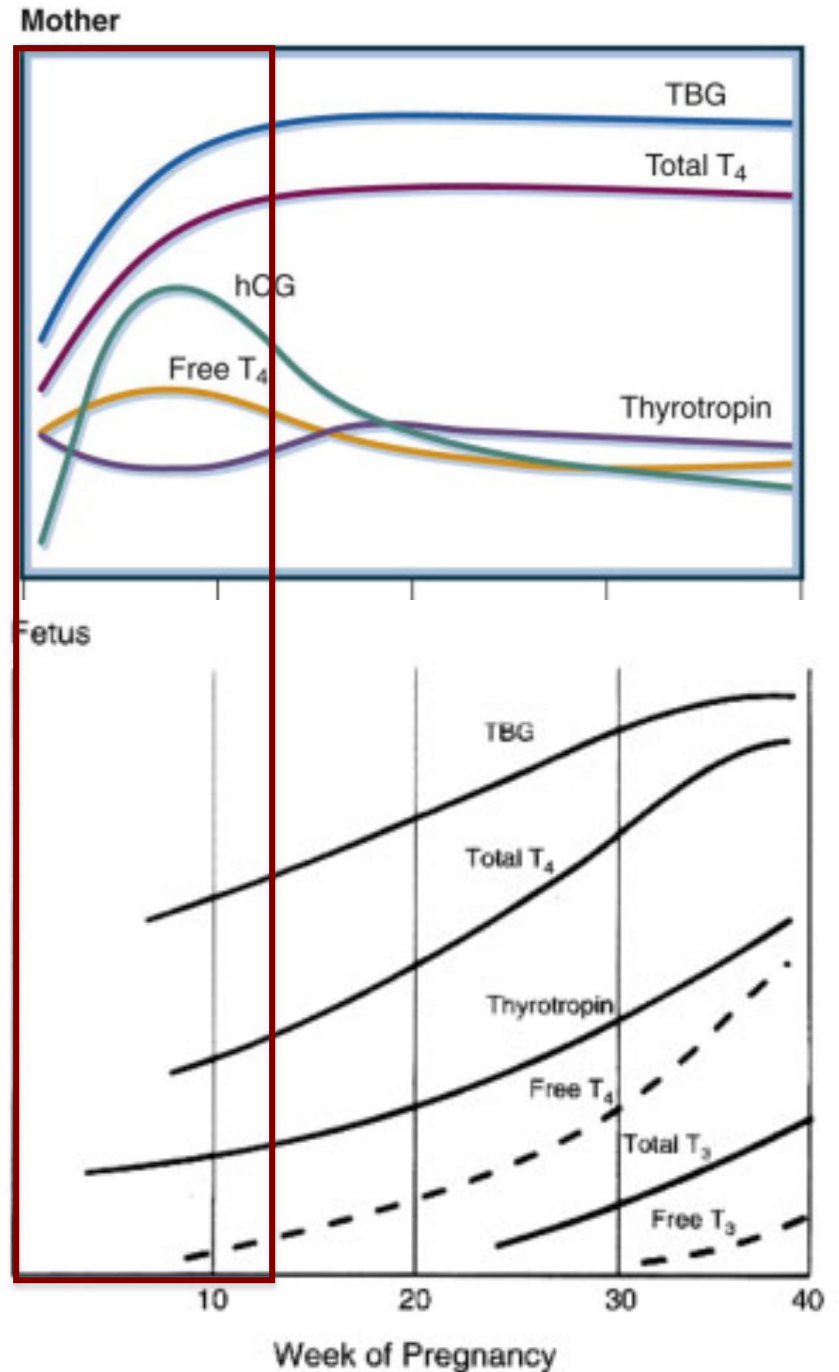 Mother
TBG
Total T₄
hCG
Free T₄
Thyrotropin
Fetus
TBG
Total T₄
Thyrotropin
Free T₄
Total T₃
Free T₃
10 20 30 40
Week of Pregnancy